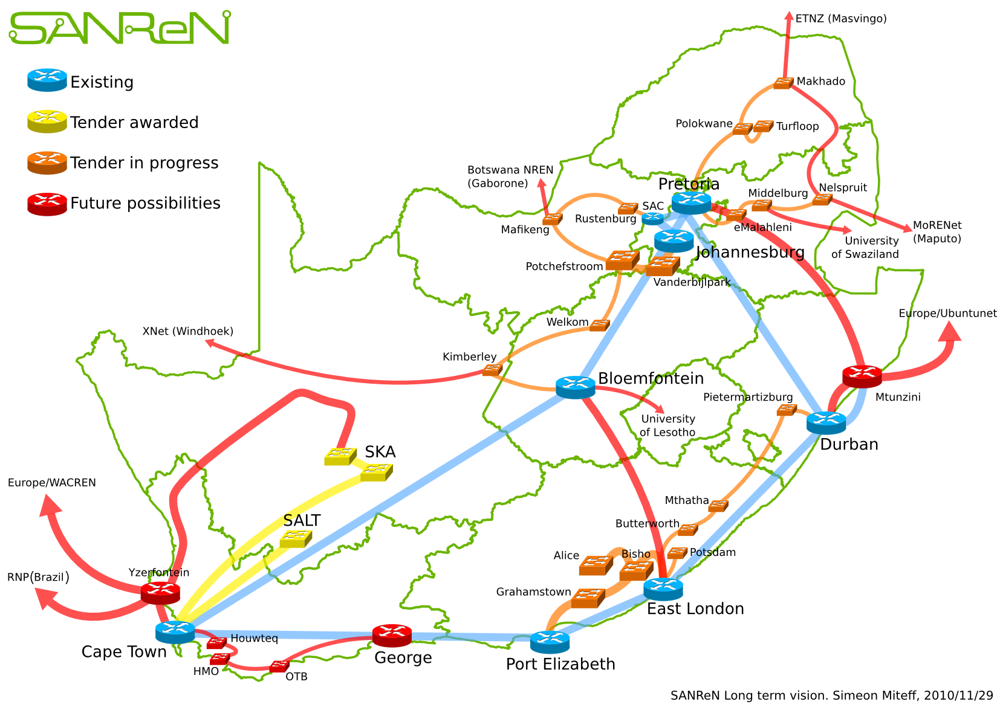 SANReN
Existing
Tender awarded
Tender in progress
Future possibilities
ETNZ (Masvingo)
Makhado
Polokwane
Turfloop
Botswana NREN
(Gaborone)
Pretoria
Nelspruit
Middelburg
SAC
Rustenburg
Mafikeng
eMalahleni
MoRENet
(Maputo)
University
of Swaziland
Johannesburg
Potchefstroom
Vanderbijlpark
Europe/Ubuntunet
Welkom
XNet (Windhoek)
Kimberley
Bloemfontein
Pietermartizburg
Mtunzini
University
of Lesotho
Durban
SKA
Europe/WACREN
Mthatha
SALT
Butterworth
Alice
Bisho
Potsdam
Yzerfontein
RNP(Brazil)
Grahamstown
East London
Houwteq
Cape Town
George
Port Elizabeth
HMO
OTB
SANReN Long term vision. Simeon Miteff, 2010/11/29